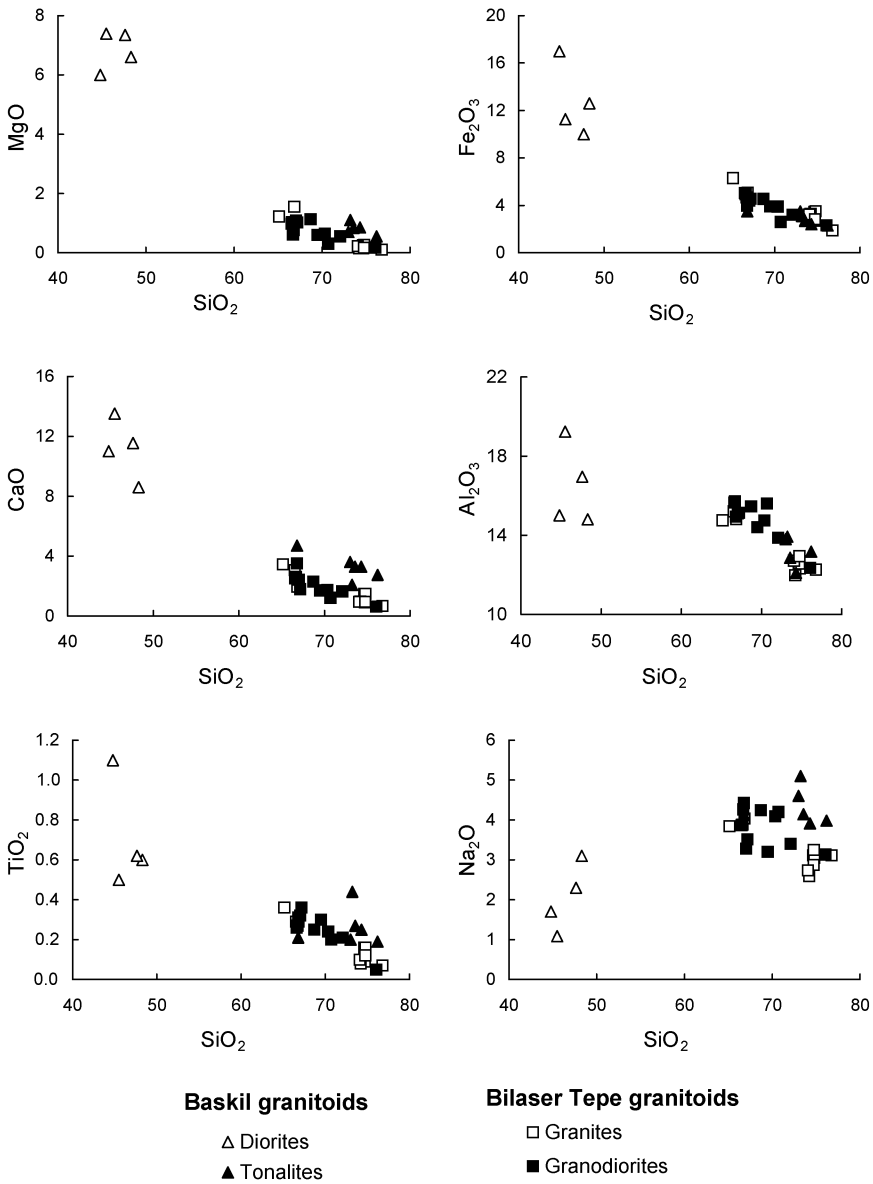 8
6
4
2
0
MgO
40 50 60 70 80
SiO₂
20
16
12
8
4
0
Fe₂O₃
40 50 60 70 80
SiO₂
16
12
8
4
0
CaO
40 50 60 70 80
SiO₂
22
18
14
10
Al₂O₃
40 50 60 70 80
SiO₂
1.2
1.0
0.8
0.6
0.4
0.2
0.0
TiO₂
40 50 60 70 80
SiO₂
6
5
4
3
2
1
0
Na₂O
40 50 60 70 80
SiO₂
Baskil granitoids
Diorites
Tonalites
Bilaser Tepe granitoids
Granites
Granodiorites